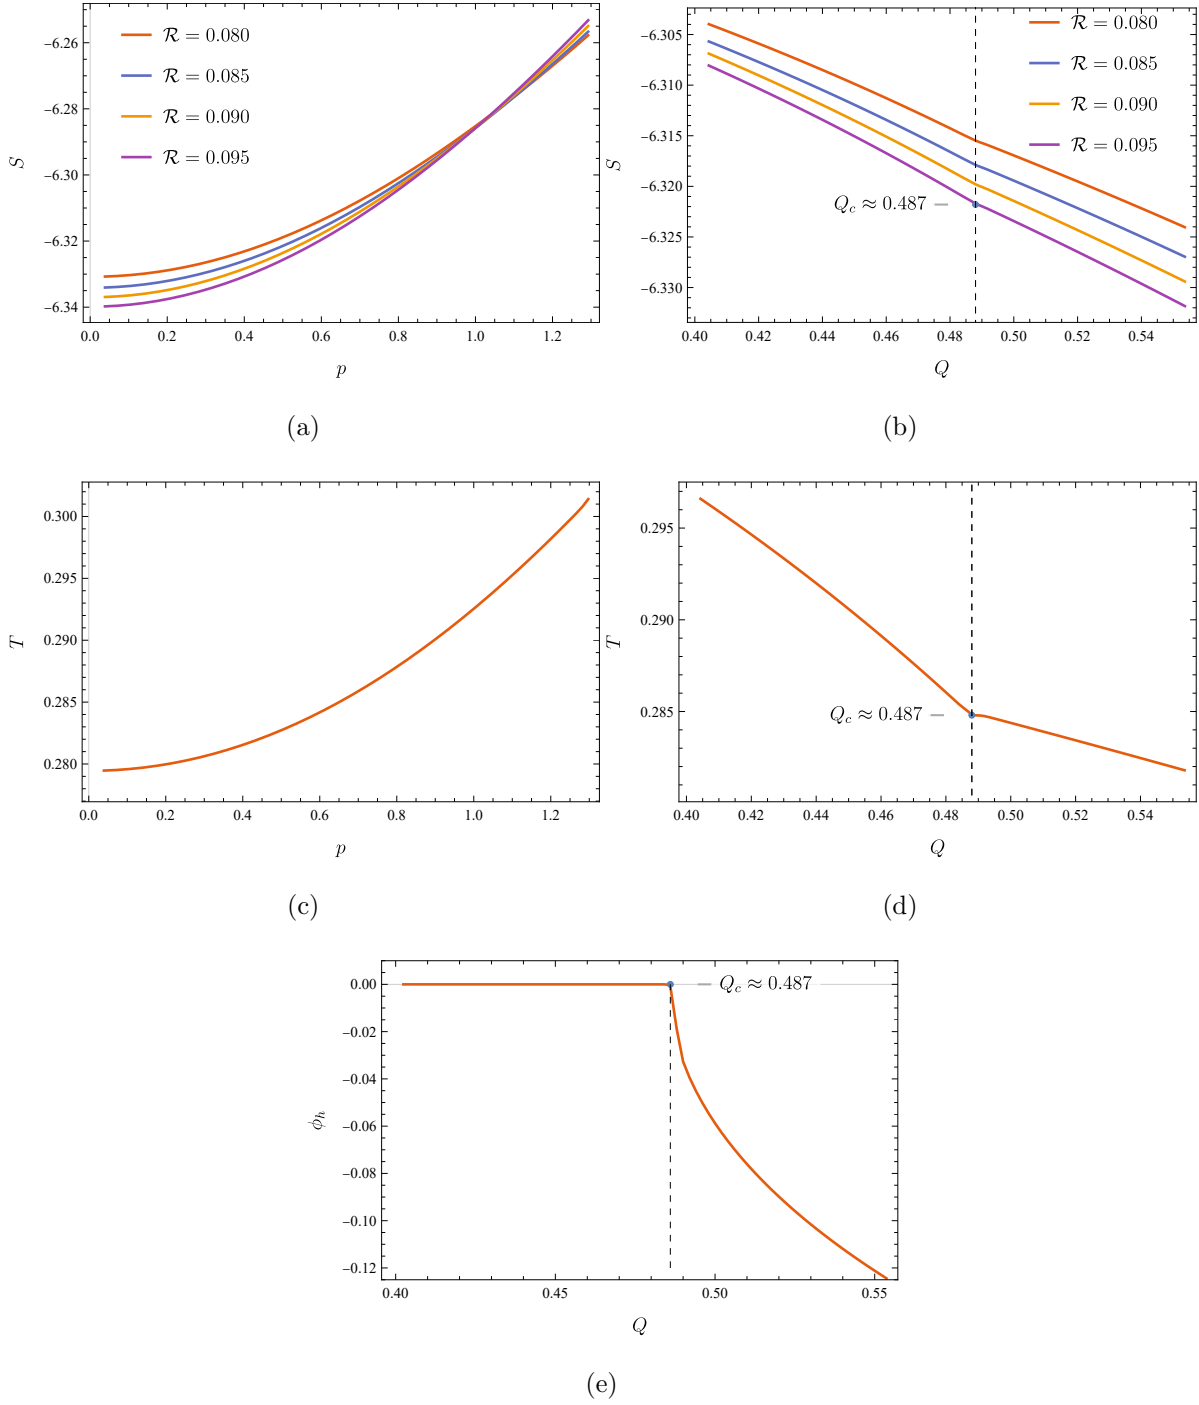 ℛ = 0.080
ℛ = 0.085
ℛ = 0.090
ℛ = 0.095
S
−6.26
−6.28
−6.30
−6.32
−6.34
0.0 0.2 0.4 0.6 0.8 1.0 1.2
p
(a)
ℛ = 0.080
ℛ = 0.085
ℛ = 0.090
ℛ = 0.095
S
−6.305
−6.310
−6.315
−6.320
−6.325
−6.330
Q_c ≈ 0.487
0.40 0.42 0.44 0.46 0.48 0.50 0.52 0.54
Q
(b)
T
0.300
0.295
0.290
0.285
0.280
0.0 0.2 0.4 0.6 0.8 1.0 1.2
p
(c)
T
0.295
0.290
0.285
Q_c ≈ 0.487
0.40 0.42 0.44 0.46 0.48 0.50 0.52 0.54
Q
(d)
ϕ_h
0.00
−0.02
−0.04
−0.06
−0.08
−0.10
−0.12
Q_c ≈ 0.487
0.40 0.45 0.50 0.55
Q
(e)